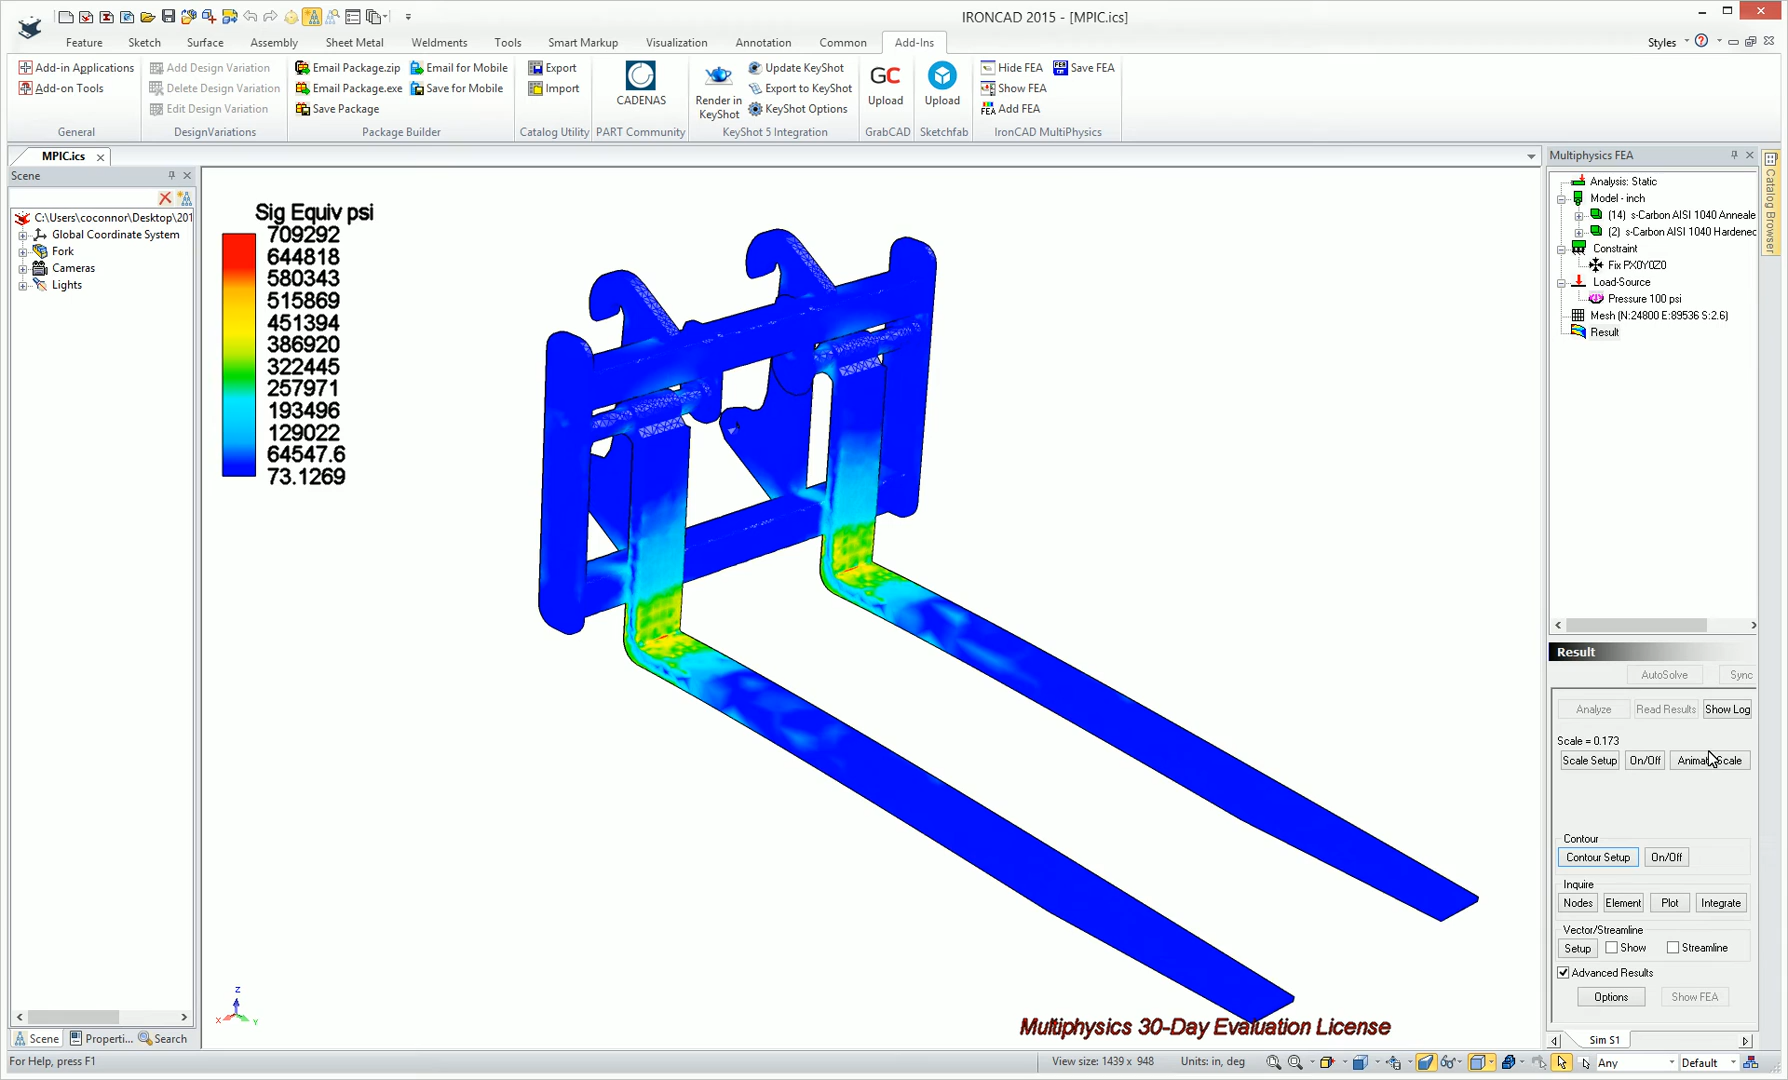 IRONCAD 2015 - [MPIC.ics]
Feature Sketch Surface Assembly Sheet Metal Weldments Tools Smart Markup Visualization Annotation Common Add-Ins Styles
Add-in Applications
Add-on Tools
General
Add Design Variation
Delete Design Variation
Edit Design Variation
DesignVariations
Email Package.zip
Email Package.exe
Save Package
Email for Mobile
Save for Mobile
Package Builder
Export
Import
Catalog Utility
CADENAS
PART Community
Render in
KeyShot
Update KeyShot
Export to KeyShot
KeyShot Options
KeyShot 5 Integration
GC
Upload
GrabCAD
Upload
Sketchfab
Hide FEA
Show FEA
FEA Add FEA
Save FEA
IronCAD MultiPhysics
MPIC.ics
Scene
C:\Users\coconnor\Desktop\201
Global Coordinate System
Fork
Cameras
Lights
Scene Properti... Search
Sig Equiv psi
709292
644818
580343
515869
451394
386920
322445
257971
193496
129022
64547.6
73.1269
Z
X
Y
Multiphysics 30-Day Evaluation License
Multiphysics FEA
Analysis: Static
Model - inch
(14) s-Carbon AISI 1040 Anneale
(2) s-Carbon AISI 1040 Hardened
Constraint
Fix PX0Y0Z0
Load-Source
Pressure 100 psi
Mesh (N:24800 E:89536 S:2.6)
Result
Catalog Browser
Result
AutoSolve Sync
Analyze Read Results Show Log
Scale = 0.173
Scale Setup On/Off
Contour
Contour Setup On/Off
Inquire
Nodes Element Plot Integrate
Vector/Streamline
Setup Show Streamline
Advanced Results
Options Show FEA
Sim S1
For Help, press F1
View size: 1439 x 948 Units: in, deg Any Default